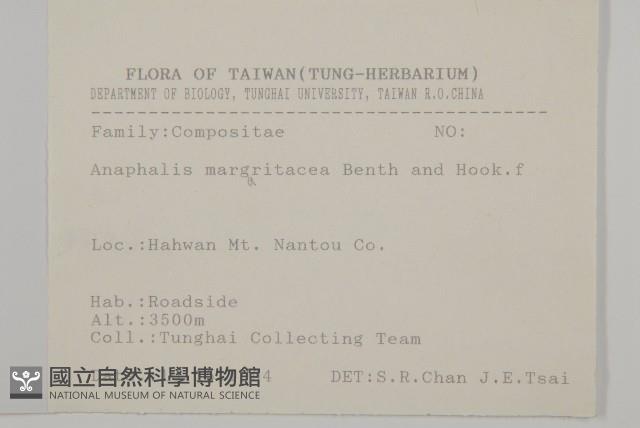 FLORA OF TAIWAN(TUNG-HERBARIUM)
DEPARTMENT OF BIOLOGY, TUNGHAI UNIVERSITY, TAIWAN R.O.CHINA
Family:Compositae NO:
Anaphalis margritacea Benth and Hook.f
a
Loc.:Hahwan Mt. Nantou Co.
Hab.:Roadside
Alt.:3500m
Coll.:Tunghai Collecting Team
4 DET:S.R.Chan J.E.Tsai
國立自然科學博物館
NATIONAL MUSEUM OF NATURAL SCIENCE